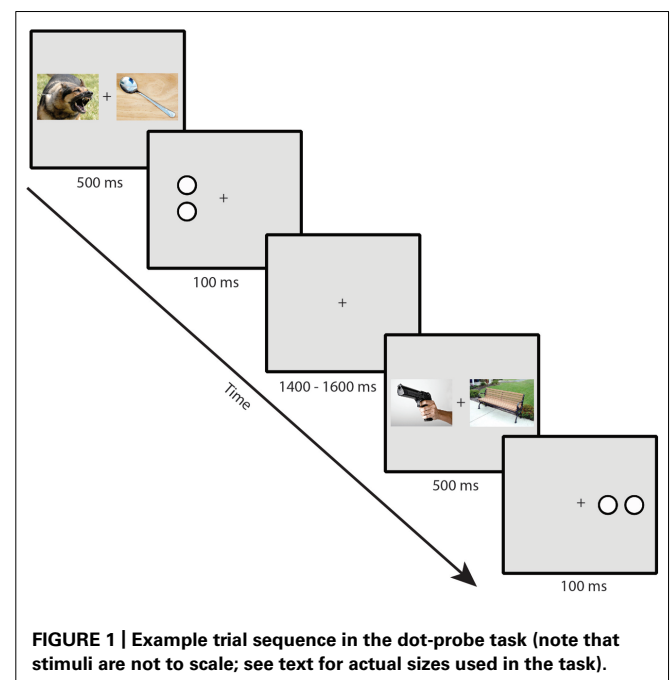 +
500 ms
+
100 ms
+
1400 - 1600 ms
Time
+
500 ms
+
100 ms
FIGURE 1 | Example trial sequence in the dot-probe task (note that
stimuli are not to scale; see text for actual sizes used in the task).